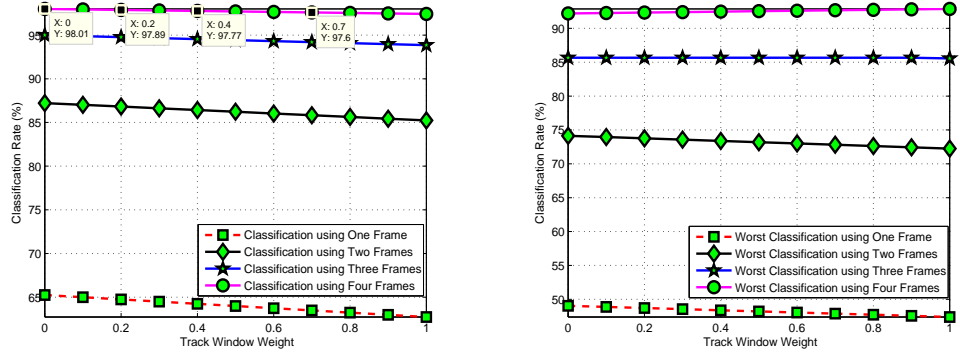 95
90
85
80
75
70
65
Classification Rate (%)
X: 0
Y: 98.01
X: 0.2
Y: 97.89
X: 0.4
Y: 97.77
X: 0.7
Y: 97.6
Classification using One Frame
Classification using Two Frames
Classification using Three Frames
Classification using Four Frames
0 0.2 0.4 0.6 0.8 1
Track Window Weight
90
85
80
75
70
65
60
55
50
Classification Rate (%)
Worst Classification using One Frame
Worst Classification using Two Frames
Worst Classification using Three Frames
Worst Classification using Four Frames
0 0.2 0.4 0.6 0.8 1
Track Window Weight